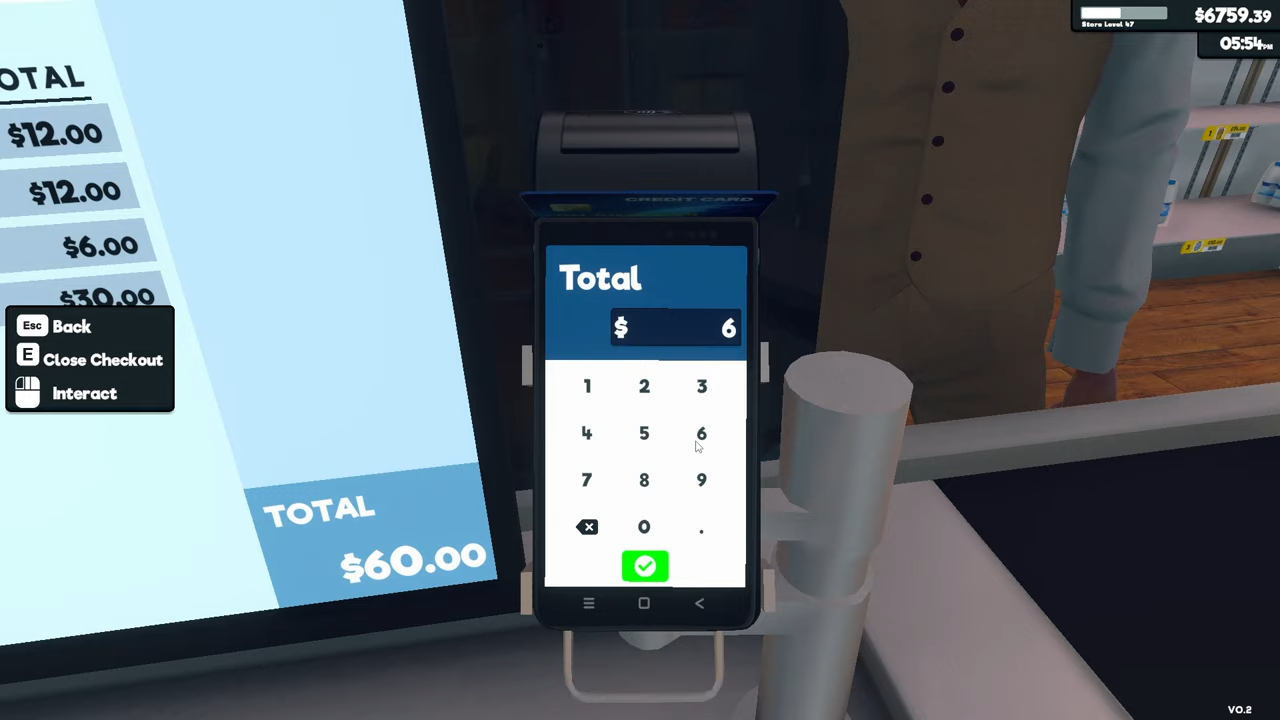 $6759.39
Store Level 47
05:54PM
OTAL
$12.00
$12.00
$6.00
$30.00
Esc Back
E Close Checkout
Interact
TOTAL
$60.00
CREDIT CARD
Total
$ 6
1 2 3
4 5 6
7 8 9
0 .
V0.2